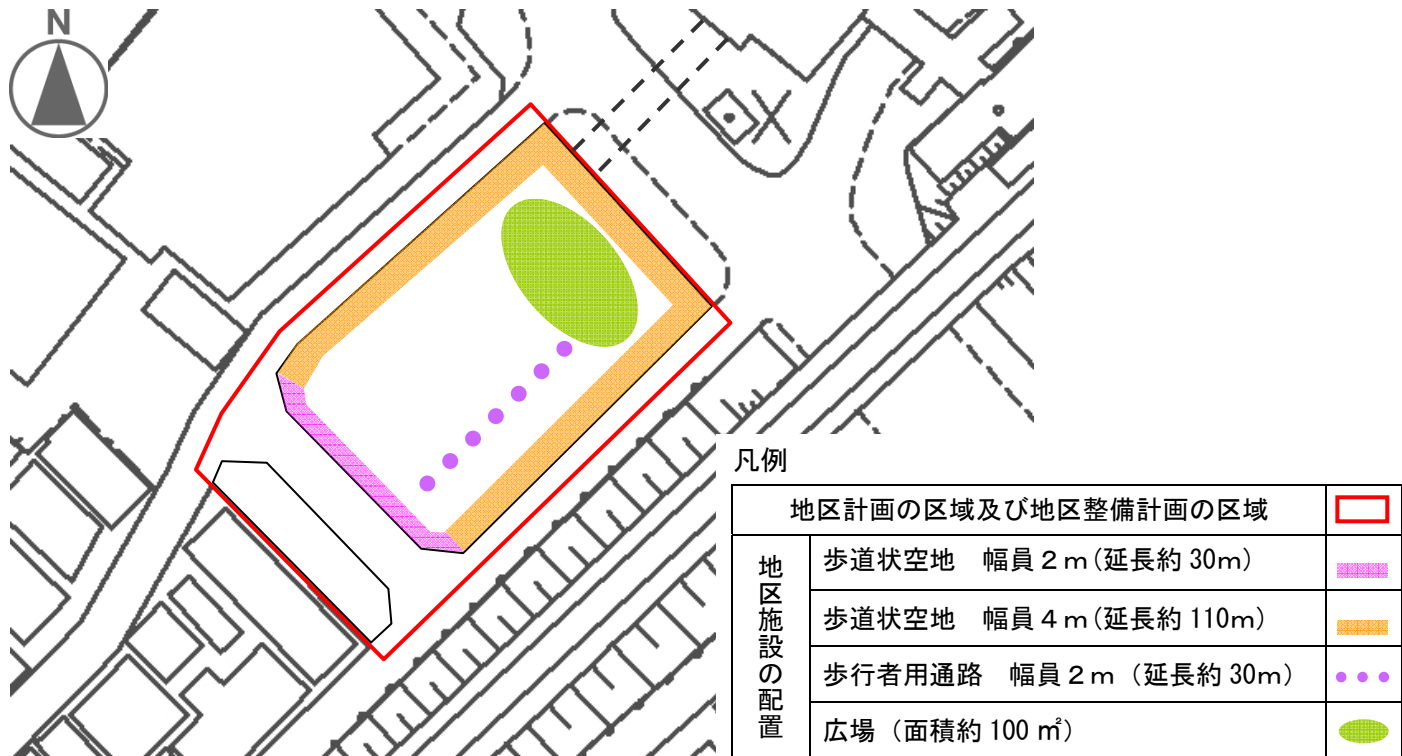 N
凡例
地区計画の区域及び地区整備計画の区域
地区施設の配置
歩道状空地　幅員２ｍ(延長約 30ｍ)
歩道状空地　幅員４ｍ(延長約 110ｍ)
歩行者用通路　幅員２ｍ（延長約 30ｍ）
広場（面積約 100 ㎡）